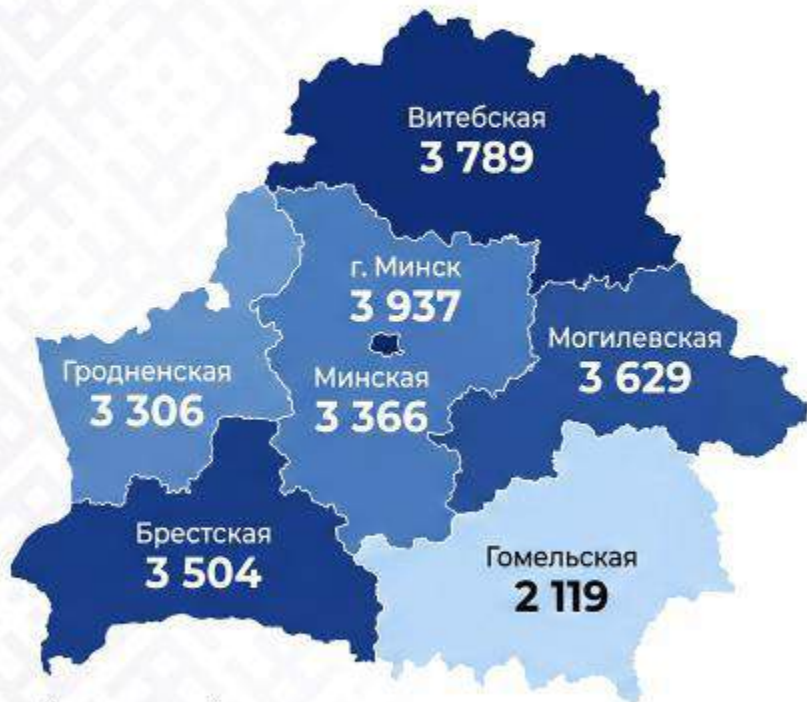 Витебская
3 789
г. Минск
3 937
Могилевская
3 629
Гродненская
3 306
Минская
3 366
Брестская
3 504
Гомельская
2 119